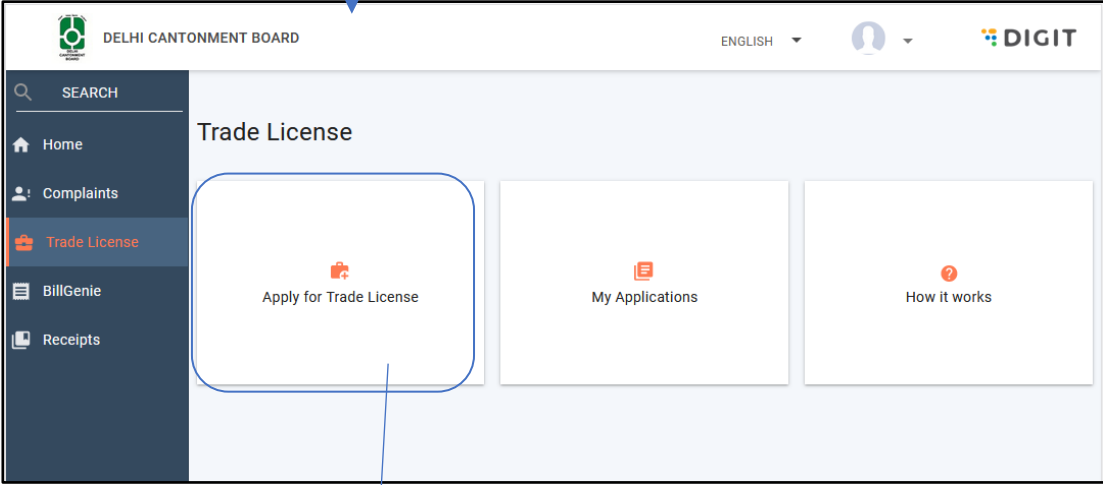 DELHI CANTONMENT BOARD
ENGLISH
DIGIT
SEARCH
Home
Complaints
Trade License
BillGenie
Receipts
Trade License
Apply for Trade License
My Applications
How it works